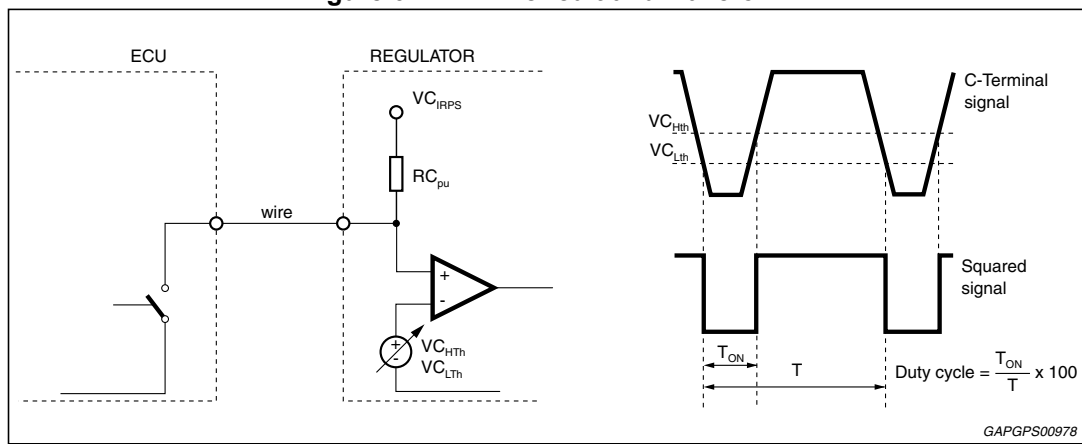 ECU
REGULATOR
VC_IRPS
RC_pu
wire
+
-
+
-
VC_HTh
VC_LTh
C-Terminal
signal
VC_Hth
VC_Lth
Squared
signal
T_ON
T
Duty cycle = T_ON / T x 100
GAPGPS00978